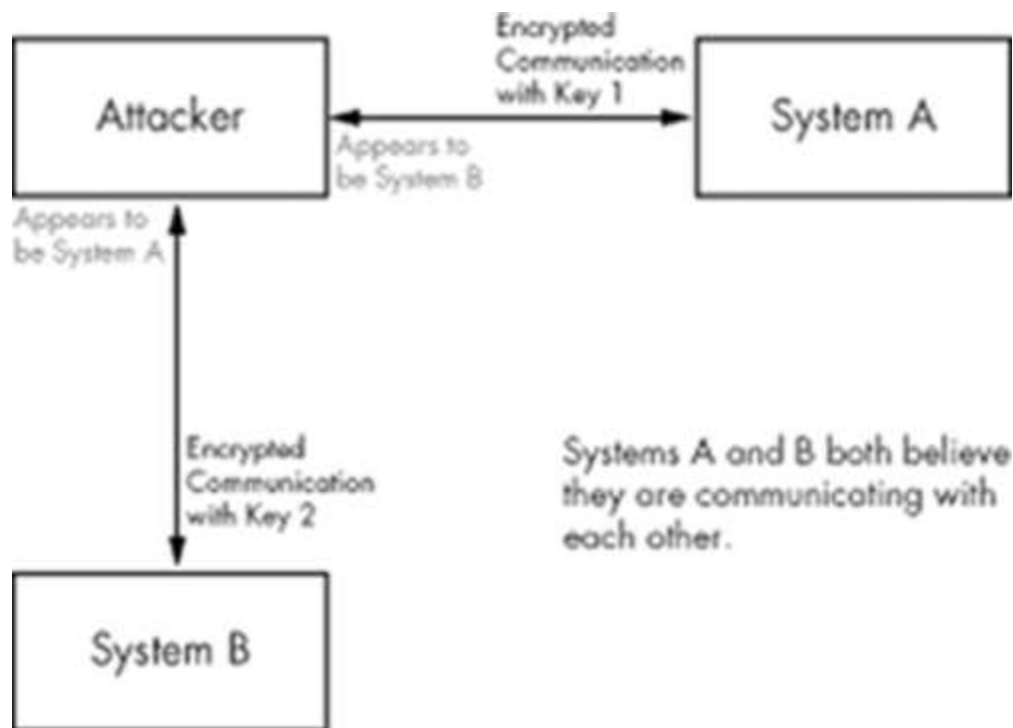 Encrypted
Communication
with Key 1
Attacker
System A
Appears to
be System B
Appears to
be System A
Encrypted
Communication
with Key 2
Systems A and B both believe
they are communicating with
each other.
System B